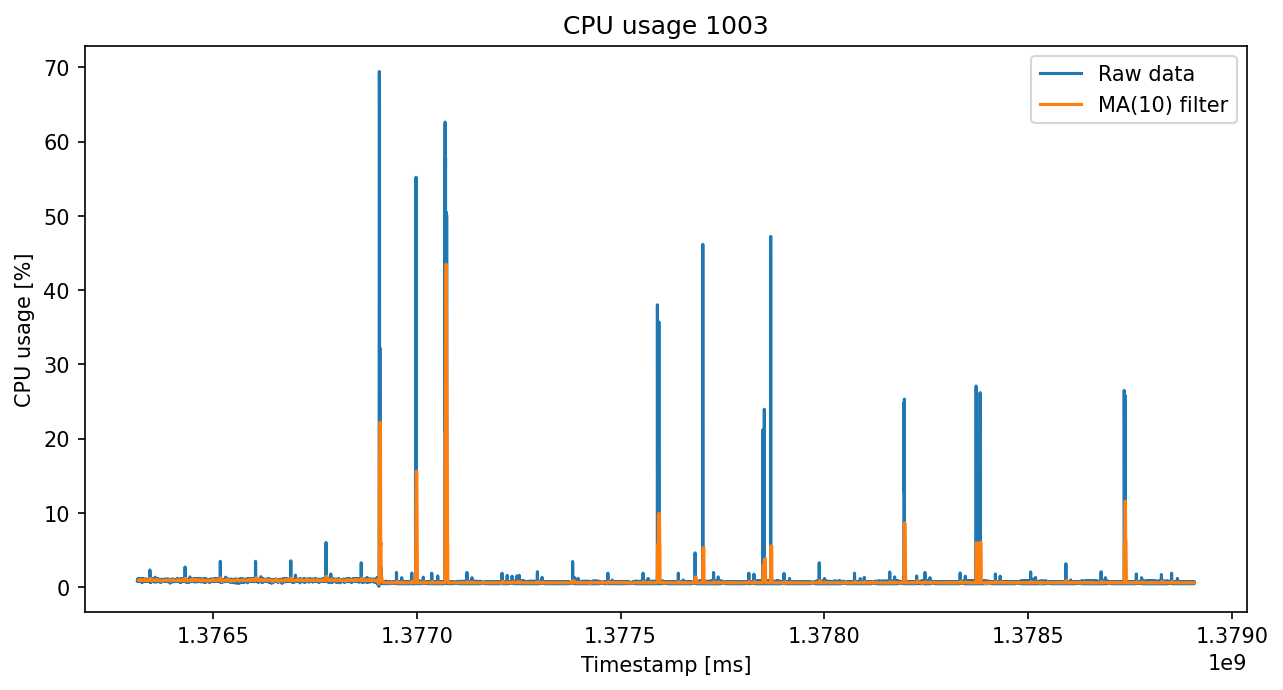 CPU usage 1003
Raw data
MA(10) filter
CPU usage [%]
70
60
50
40
30
20
10
0
1.3765 1.3770 1.3775 1.3780 1.3785 1.3790
1e9
Timestamp [ms]